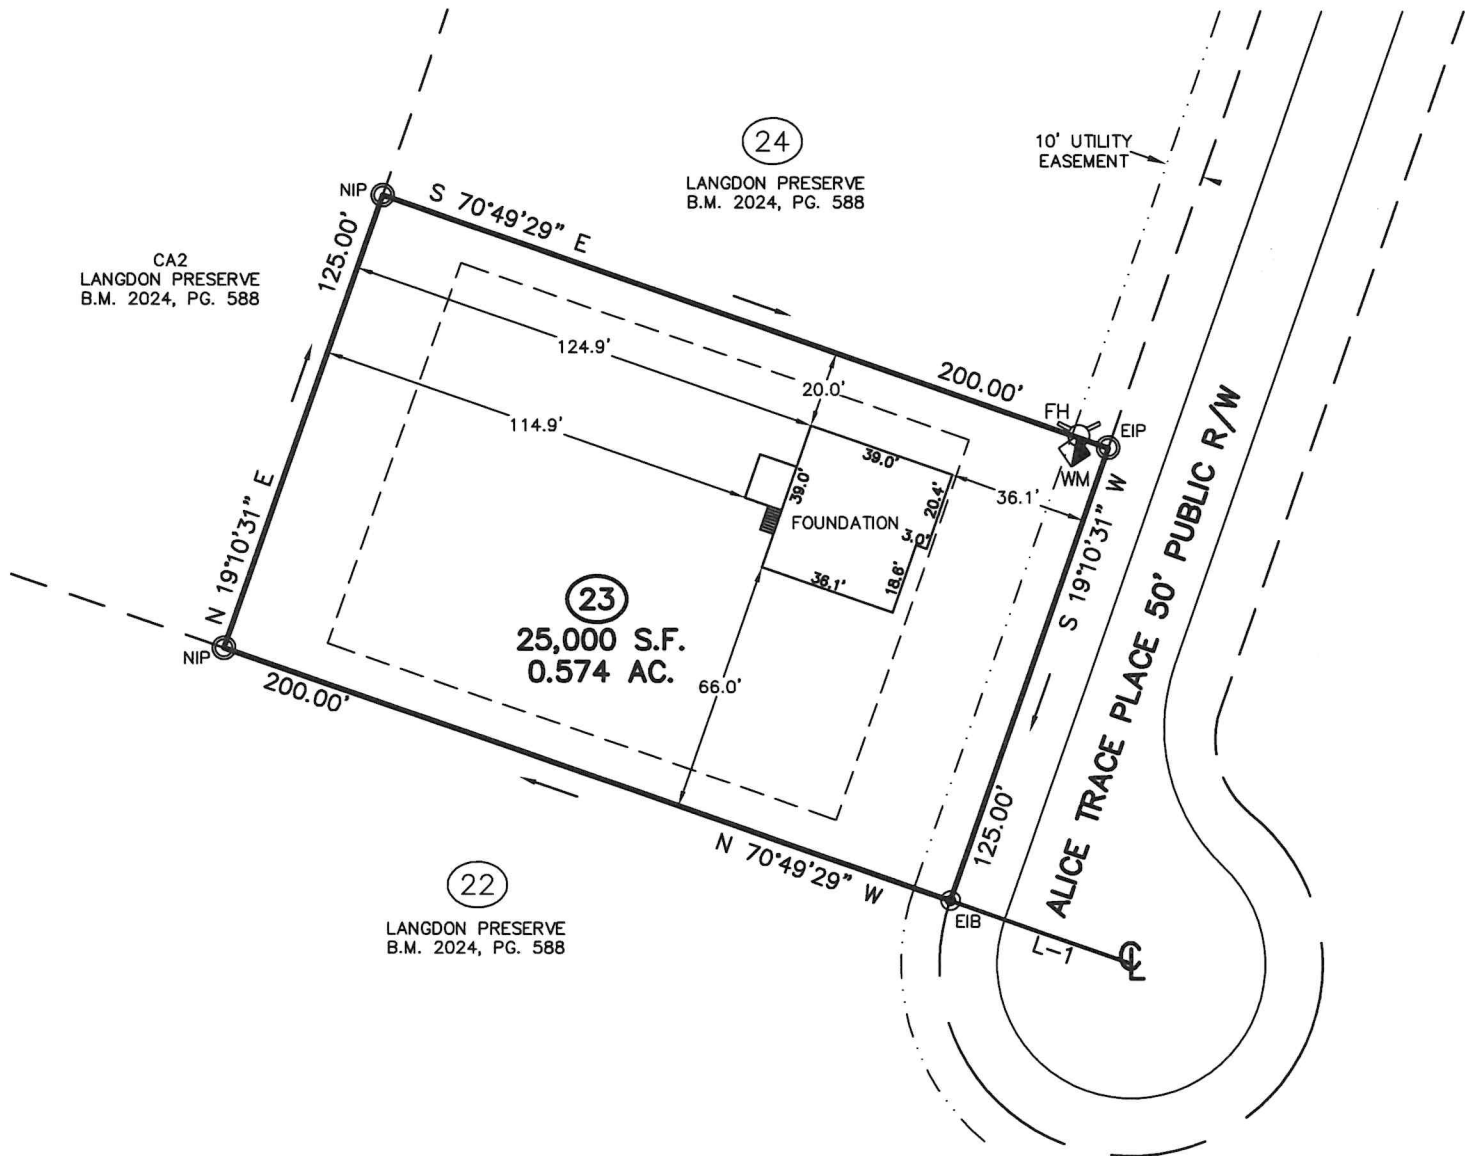 24
LANGDON PRESERVE
B.M. 2024, PG. 588
10' UTILITY
EASEMENT
NIP
S 70°49'29" E
125.00'
CA2
LANGDON PRESERVE
B.M. 2024, PG. 588
124.9'
20.0'
200.00'
FH
EIP
114.9'
39.0'
WM
39.0'
20.4'
36.1'
FOUNDATION
3.0'
18.6'
36.1'
N 19°10'31" E
S 19°10'31" W
ALICE TRACE PLACE 50' PUBLIC R/W
23
25,000 S.F.
0.574 AC.
NIP
200.00'
66.0'
125.00'
N 70°49'29" W
22
LANGDON PRESERVE
B.M. 2024, PG. 588
EIB
L-1
CL